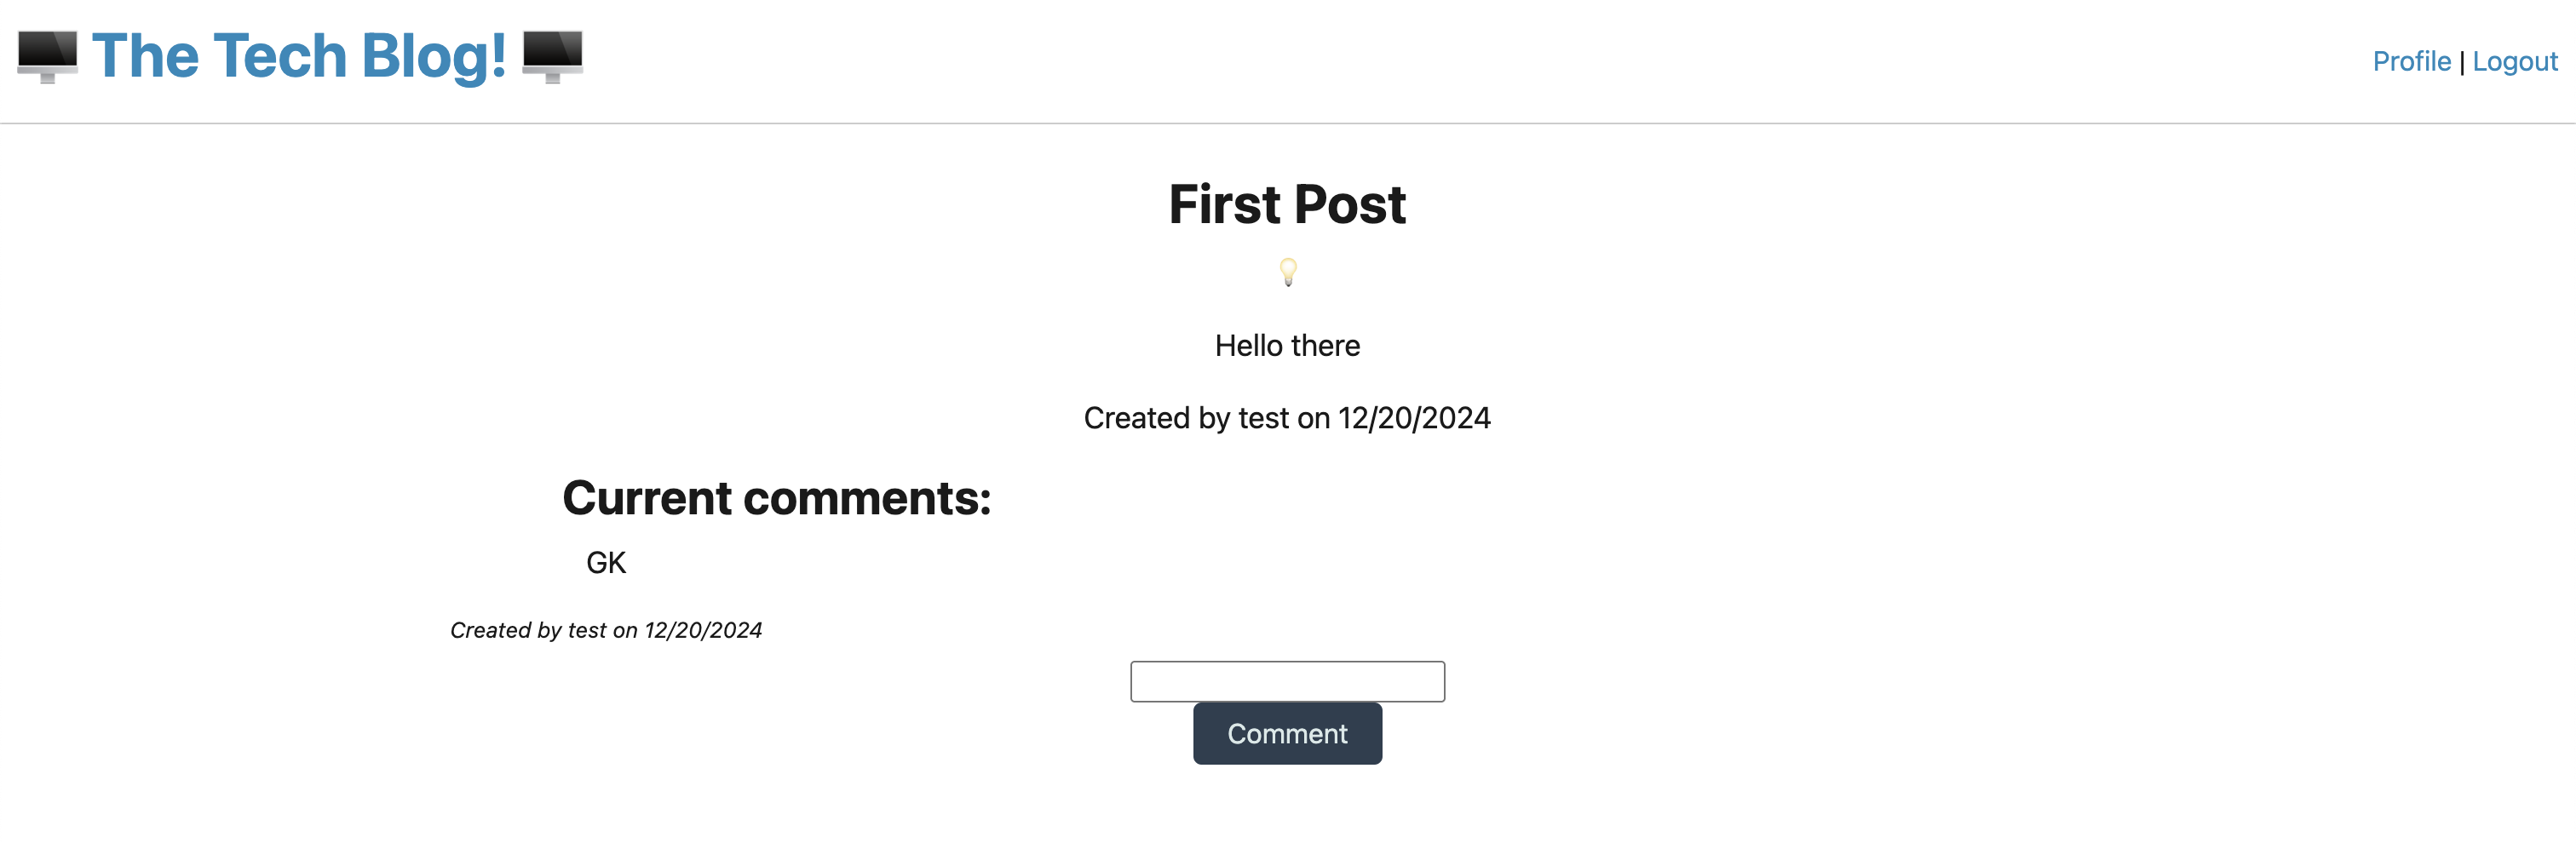 🖥️ The Tech Blog! 🖥️
Profile | Logout
First Post
💡
Hello there
Created by test on 12/20/2024
Current comments:
GK
Created by test on 12/20/2024
Comment